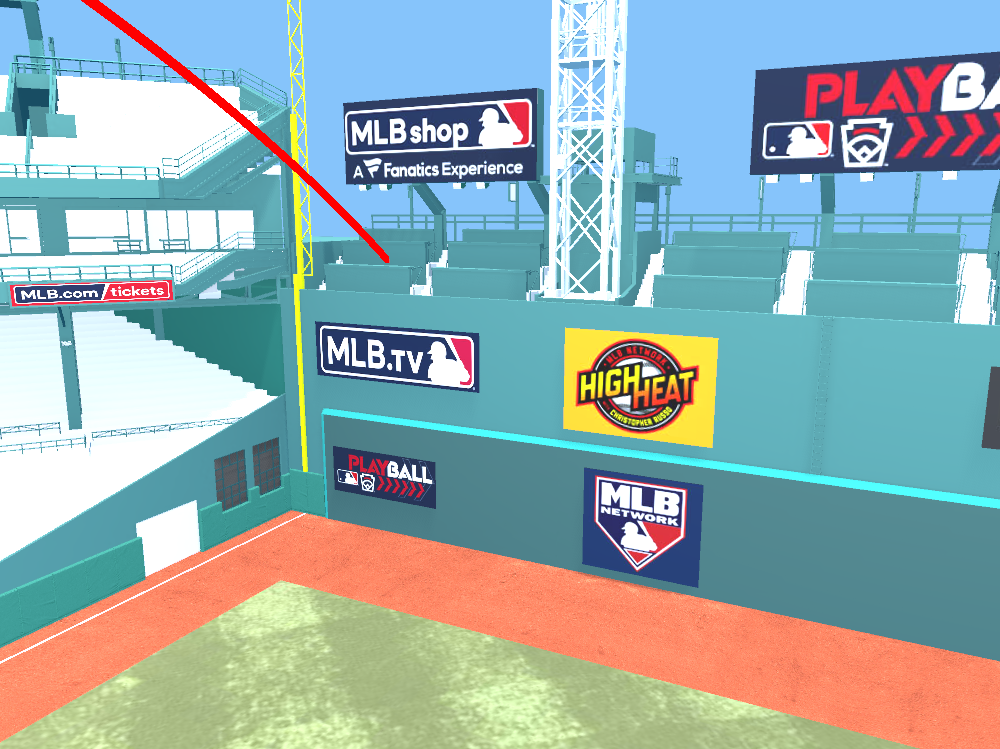 MLB shop
A Fanatics Experience
PLAYBA
MLB.com / tickets
MLB.TV
MLB NETWORK
HIGH HEAT
CHRISTOPHER RUSSO
PLAYBALL
MLB
NETWORK